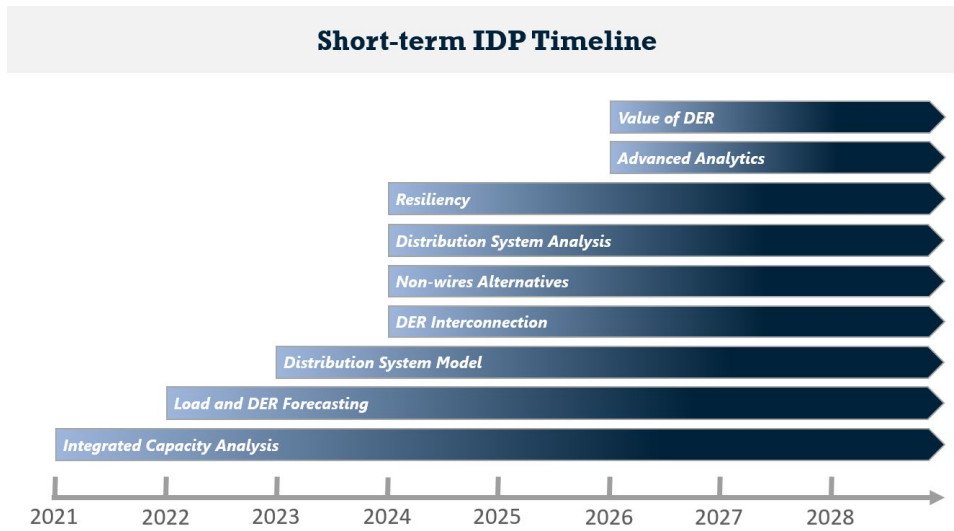 Short-term IDP Timeline
Value of DER
Advanced Analytics
Resiliency
Distribution System Analysis
Non-wires Alternatives
DER Interconnection
Distribution System Model
Load and DER Forecasting
Integrated Capacity Analysis
2021 2022 2023 2024 2025 2026 2027 2028